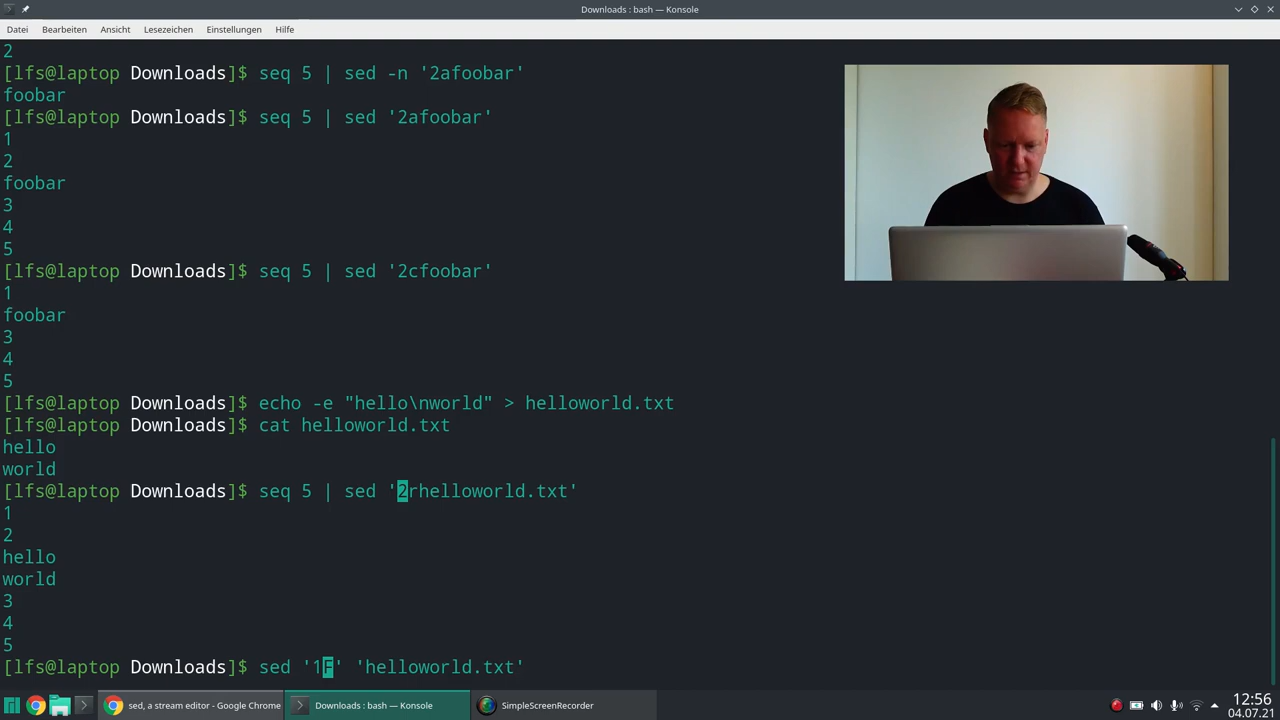 Downloads : bash — Konsole
Datei Bearbeiten Ansicht Lesezeichen Einstellungen Hilfe
2
[lfs@laptop Downloads]$ seq 5 | sed -n '2afoobar'
foobar
[lfs@laptop Downloads]$ seq 5 | sed '2afoobar'
1
2
foobar
3
4
5
[lfs@laptop Downloads]$ seq 5 | sed '2cfoobar'
1
foobar
3
4
5
[lfs@laptop Downloads]$ echo -e "hello\nworld" > helloworld.txt
[lfs@laptop Downloads]$ cat helloworld.txt
hello
world
[lfs@laptop Downloads]$ seq 5 | sed '2rhelloworld.txt'
1
2
hello
world
3
4
5
[lfs@laptop Downloads]$ sed '1F' 'helloworld.txt'
sed, a stream editor - Google Chrome
Downloads : bash — Konsole
SimpleScreenRecorder
12:56
04.07.21